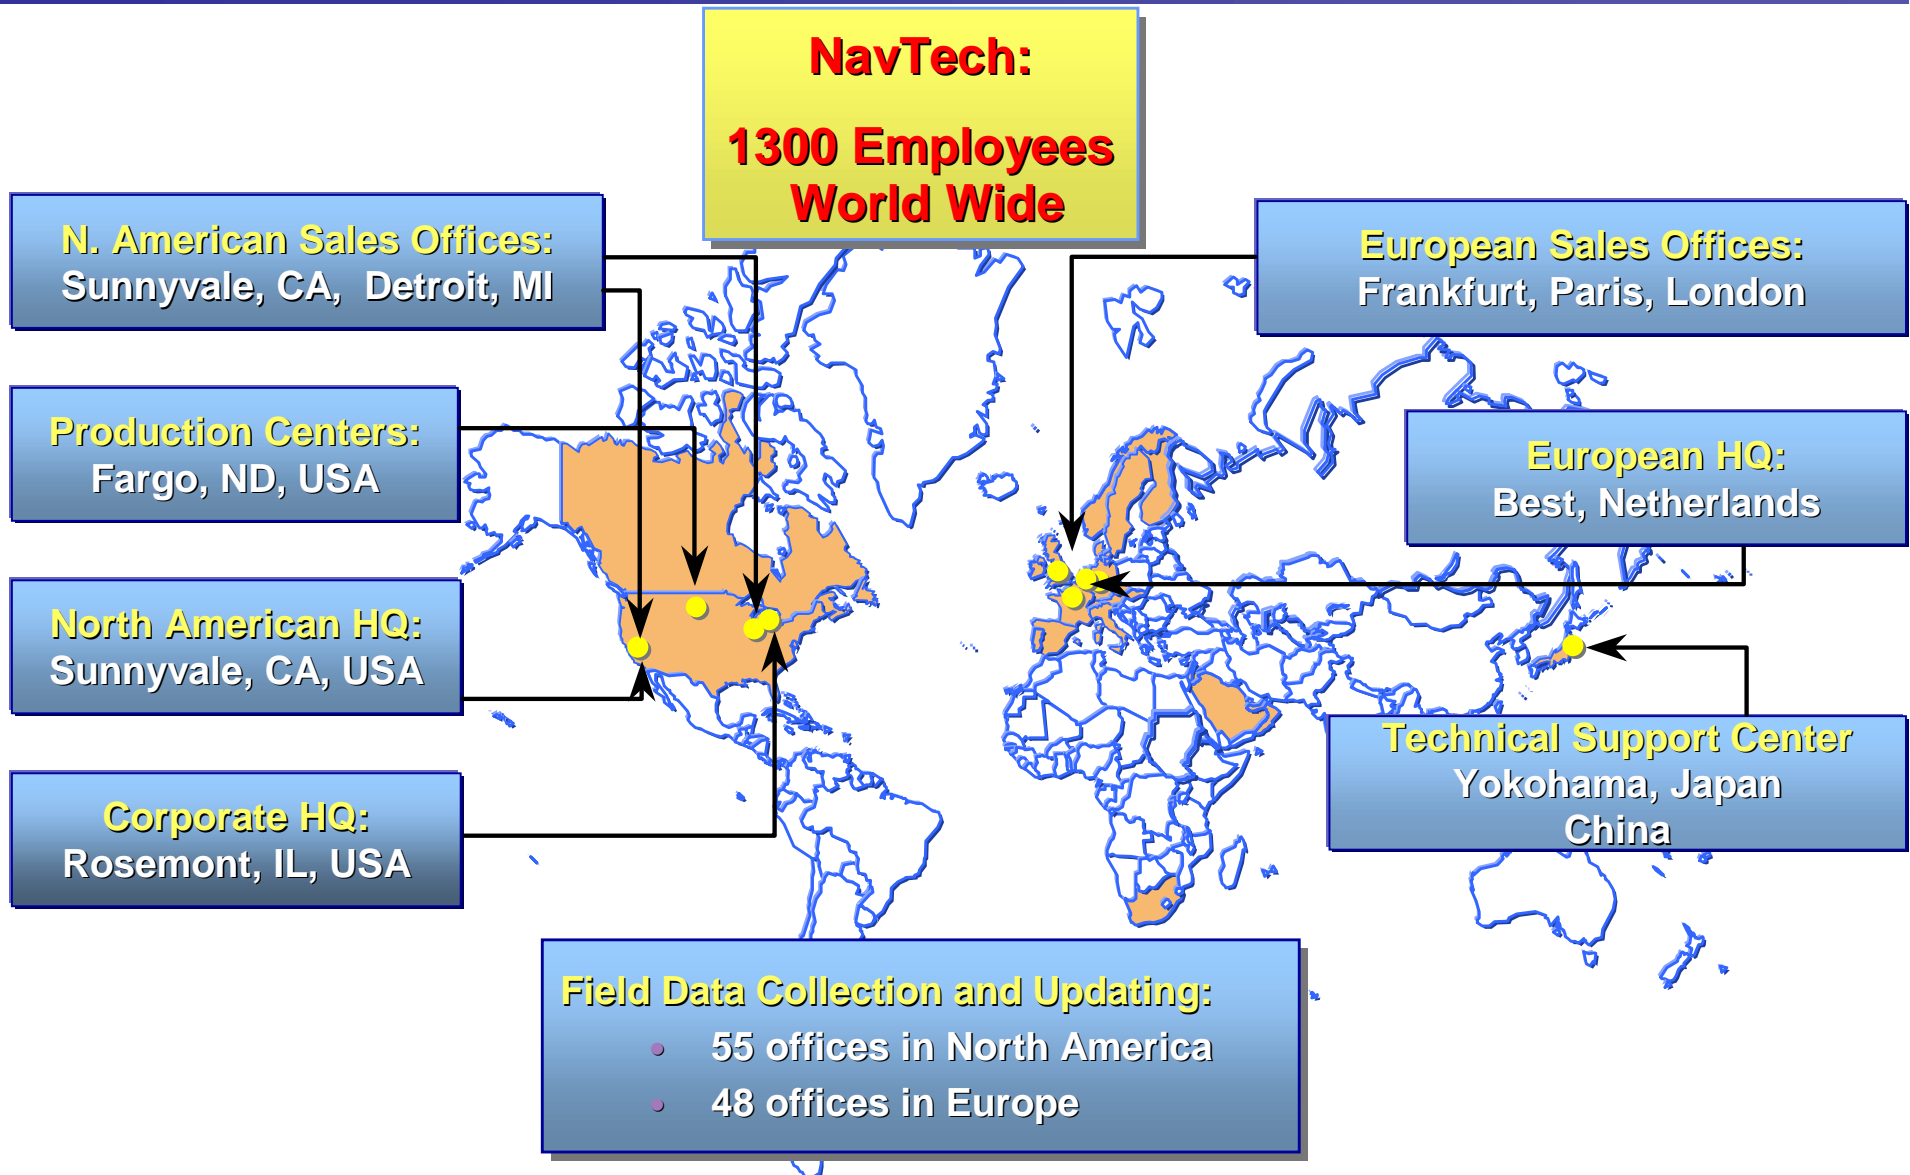 NavTech:
1300 Employees
World Wide
N. American Sales Offices:
Sunnyvale, CA, Detroit, MI
European Sales Offices:
Frankfurt, Paris, London
Production Centers:
Fargo, ND, USA
European HQ:
Best, Netherlands
North American HQ:
Sunnyvale, CA, USA
Technical Support Center
Yokohama, Japan
China
Corporate HQ:
Rosemont, IL, USA
Field Data Collection and Updating:
• 55 offices in North America
• 48 offices in Europe